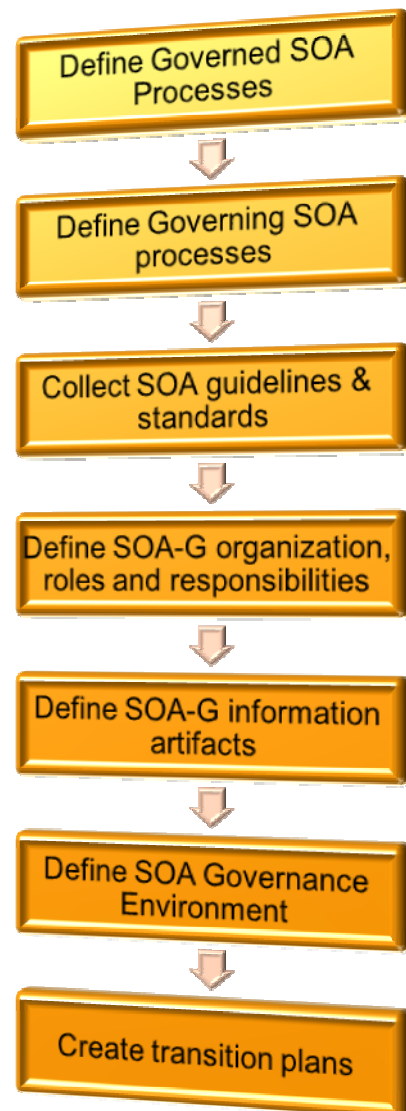 Define Governed SOA
Processes
Define Governing SOA
processes
Collect SOA guidelines &
standards
Define SOA-G organization,
roles and responsibilities
Define SOA-G information
artifacts
Define SOA Governance
Environment
Create transition plans